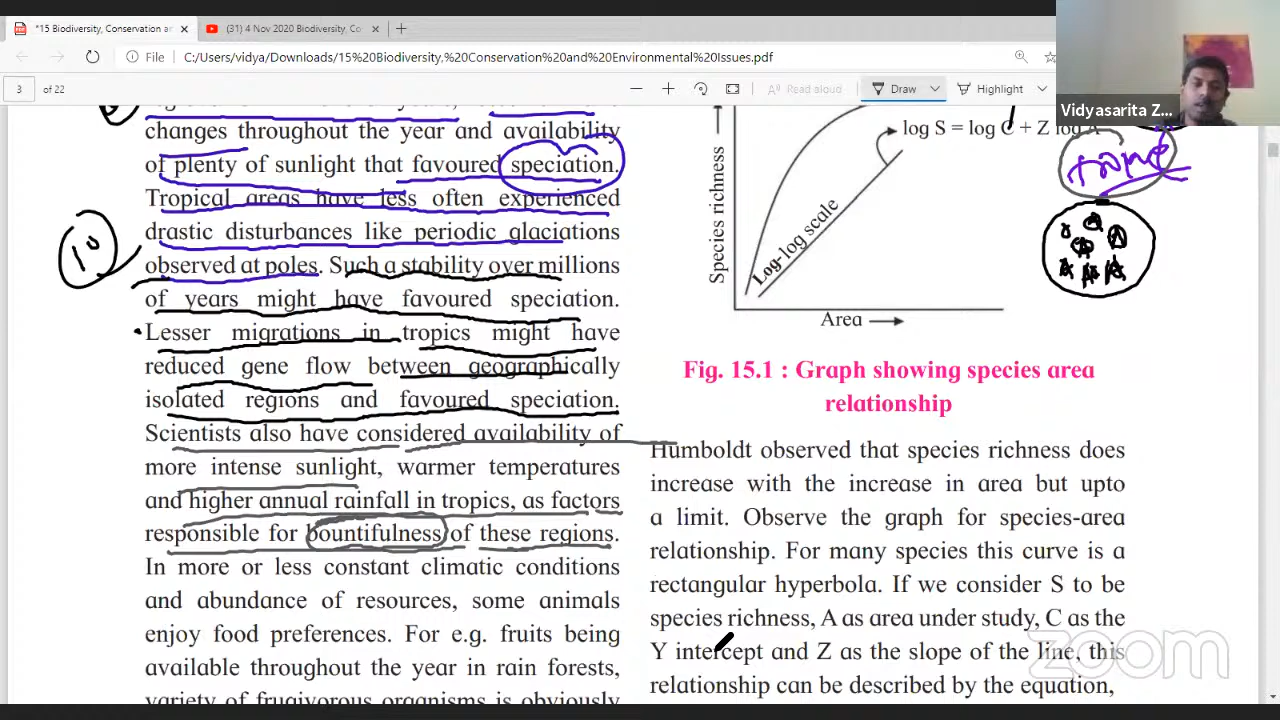 *15 Biodiversity, Conservation an
(31) 4 Nov 2020 Biodiversity, Co
File
C:/Users/vidya/Downloads/15%20Biodiversity,%20Conservation%20and%20Environmental%20Issues.pdf
3 of 22
Read aloud
Draw
Highlight
Vidyasarita Z...
changes throughout the year and availability
of plenty of sunlight that favoured speciation.
Tropical areas have less often experienced
drastic disturbances like periodic glaciations
observed at poles. Such a stability over millions
of years might have favoured speciation.
Lesser migrations in tropics might have
reduced gene flow between geographically
isolated regions and favoured speciation.
Scientists also have considered availability of
more intense sunlight, warmer temperatures
and higher annual rainfall in tropics, as factors
responsible for bountifulness of these regions.
In more or less constant climatic conditions
and abundance of resources, some animals
enjoy food preferences. For e.g. fruits being
available throughout the year in rain forests,
variety of frugivorous organisms is obviously
10
Species richness
log S = log C + Z log A
Log-log scale
Area
Fig. 15.1 : Graph showing species area
relationship
Humboldt observed that species richness does
increase with the increase in area but upto
a limit. Observe the graph for species-area
relationship. For many species this curve is a
rectangular hyperbola. If we consider S to be
species richness, A as area under study, C as the
Y intercept and Z as the slope of the line, this
relationship can be described by the equation,
zoom